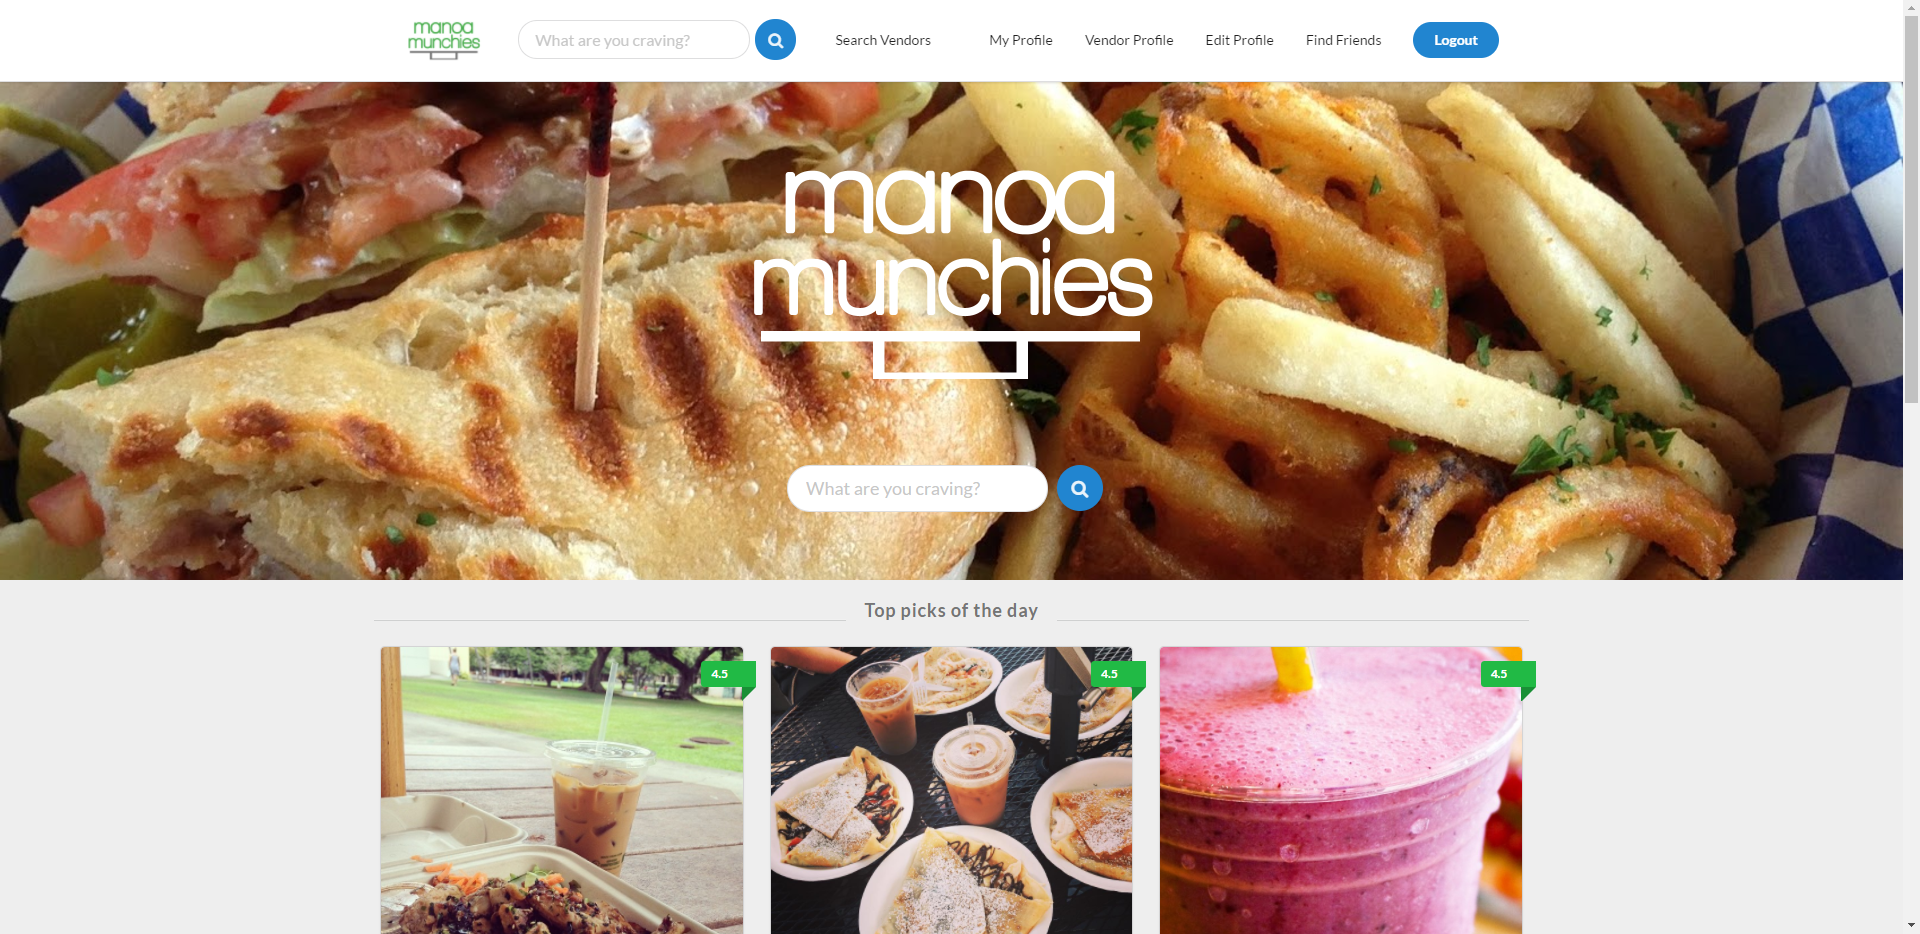 manoa
munchies
What are you craving?
Search Vendors
My Profile
Vendor Profile
Edit Profile
Find Friends
Logout
manoa
munchies
What are you craving?
Top picks of the day
4.5
4.5
4.5